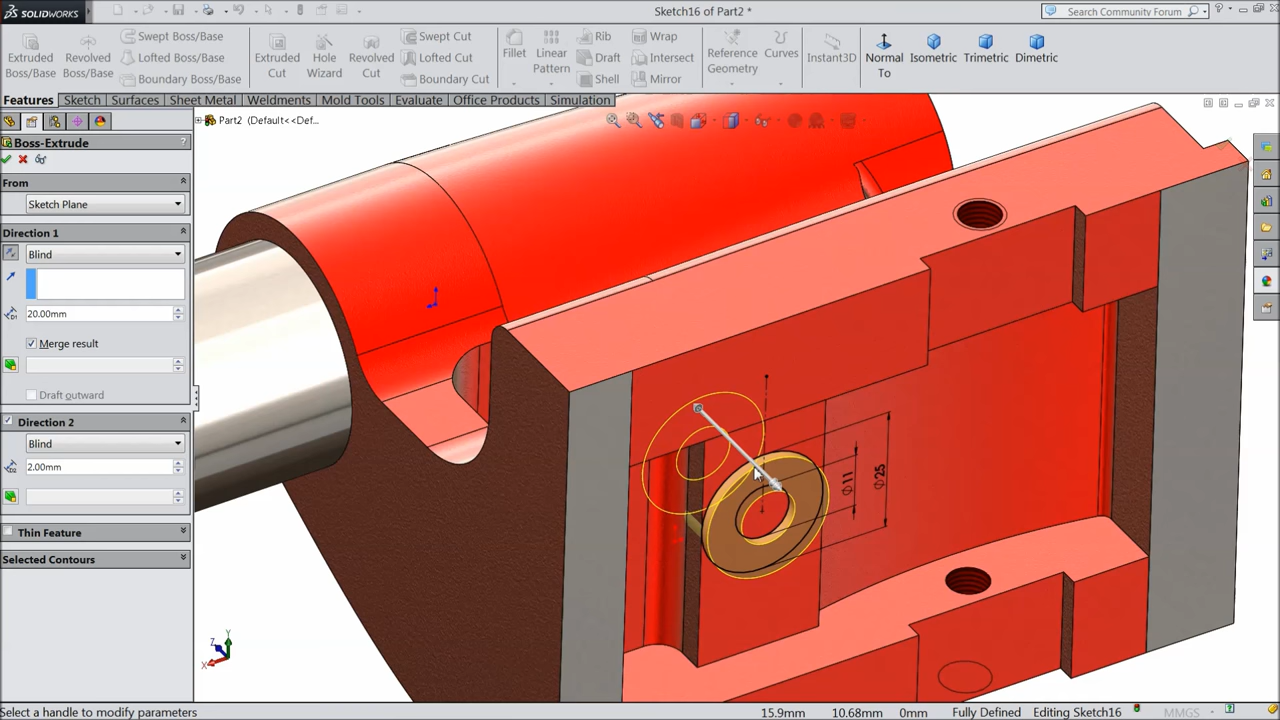 SOLIDWORKS
Sketch16 of Part2 *
Search Community Forum
Extruded Boss/Base
Revolved Boss/Base
Swept Boss/Base
Lofted Boss/Base
Boundary Boss/Base
Extruded Cut
Hole Wizard
Revolved Cut
Swept Cut
Lofted Cut
Boundary Cut
Fillet
Linear Pattern
Rib
Draft
Shell
Wrap
Intersect
Mirror
Reference Geometry
Curves
Instant3D
Normal To
Isometric
Trimetric
Dimetric
Features Sketch Surfaces Sheet Metal Weldments Mold Tools Evaluate Office Products Simulation
Part2 (Default<<Def...
Boss-Extrude
?
From
Sketch Plane
Direction 1
Blind
20.00mm
Merge result
Draft outward
Direction 2
Blind
2.00mm
Thin Feature
Selected Contours
Ø11
Ø25
Y
Z
X
Select a handle to modify parameters
15.9mm 10.68mm 0mm Fully Defined Editing Sketch16 MMGS